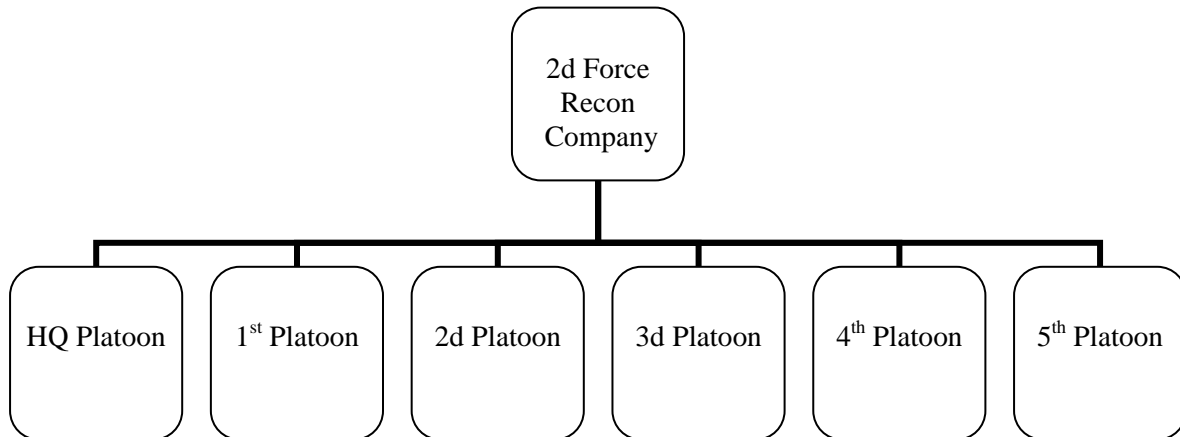 2d Force
Recon
Company
HQ Platoon
1st Platoon
2d Platoon
3d Platoon
4th Platoon
5th Platoon